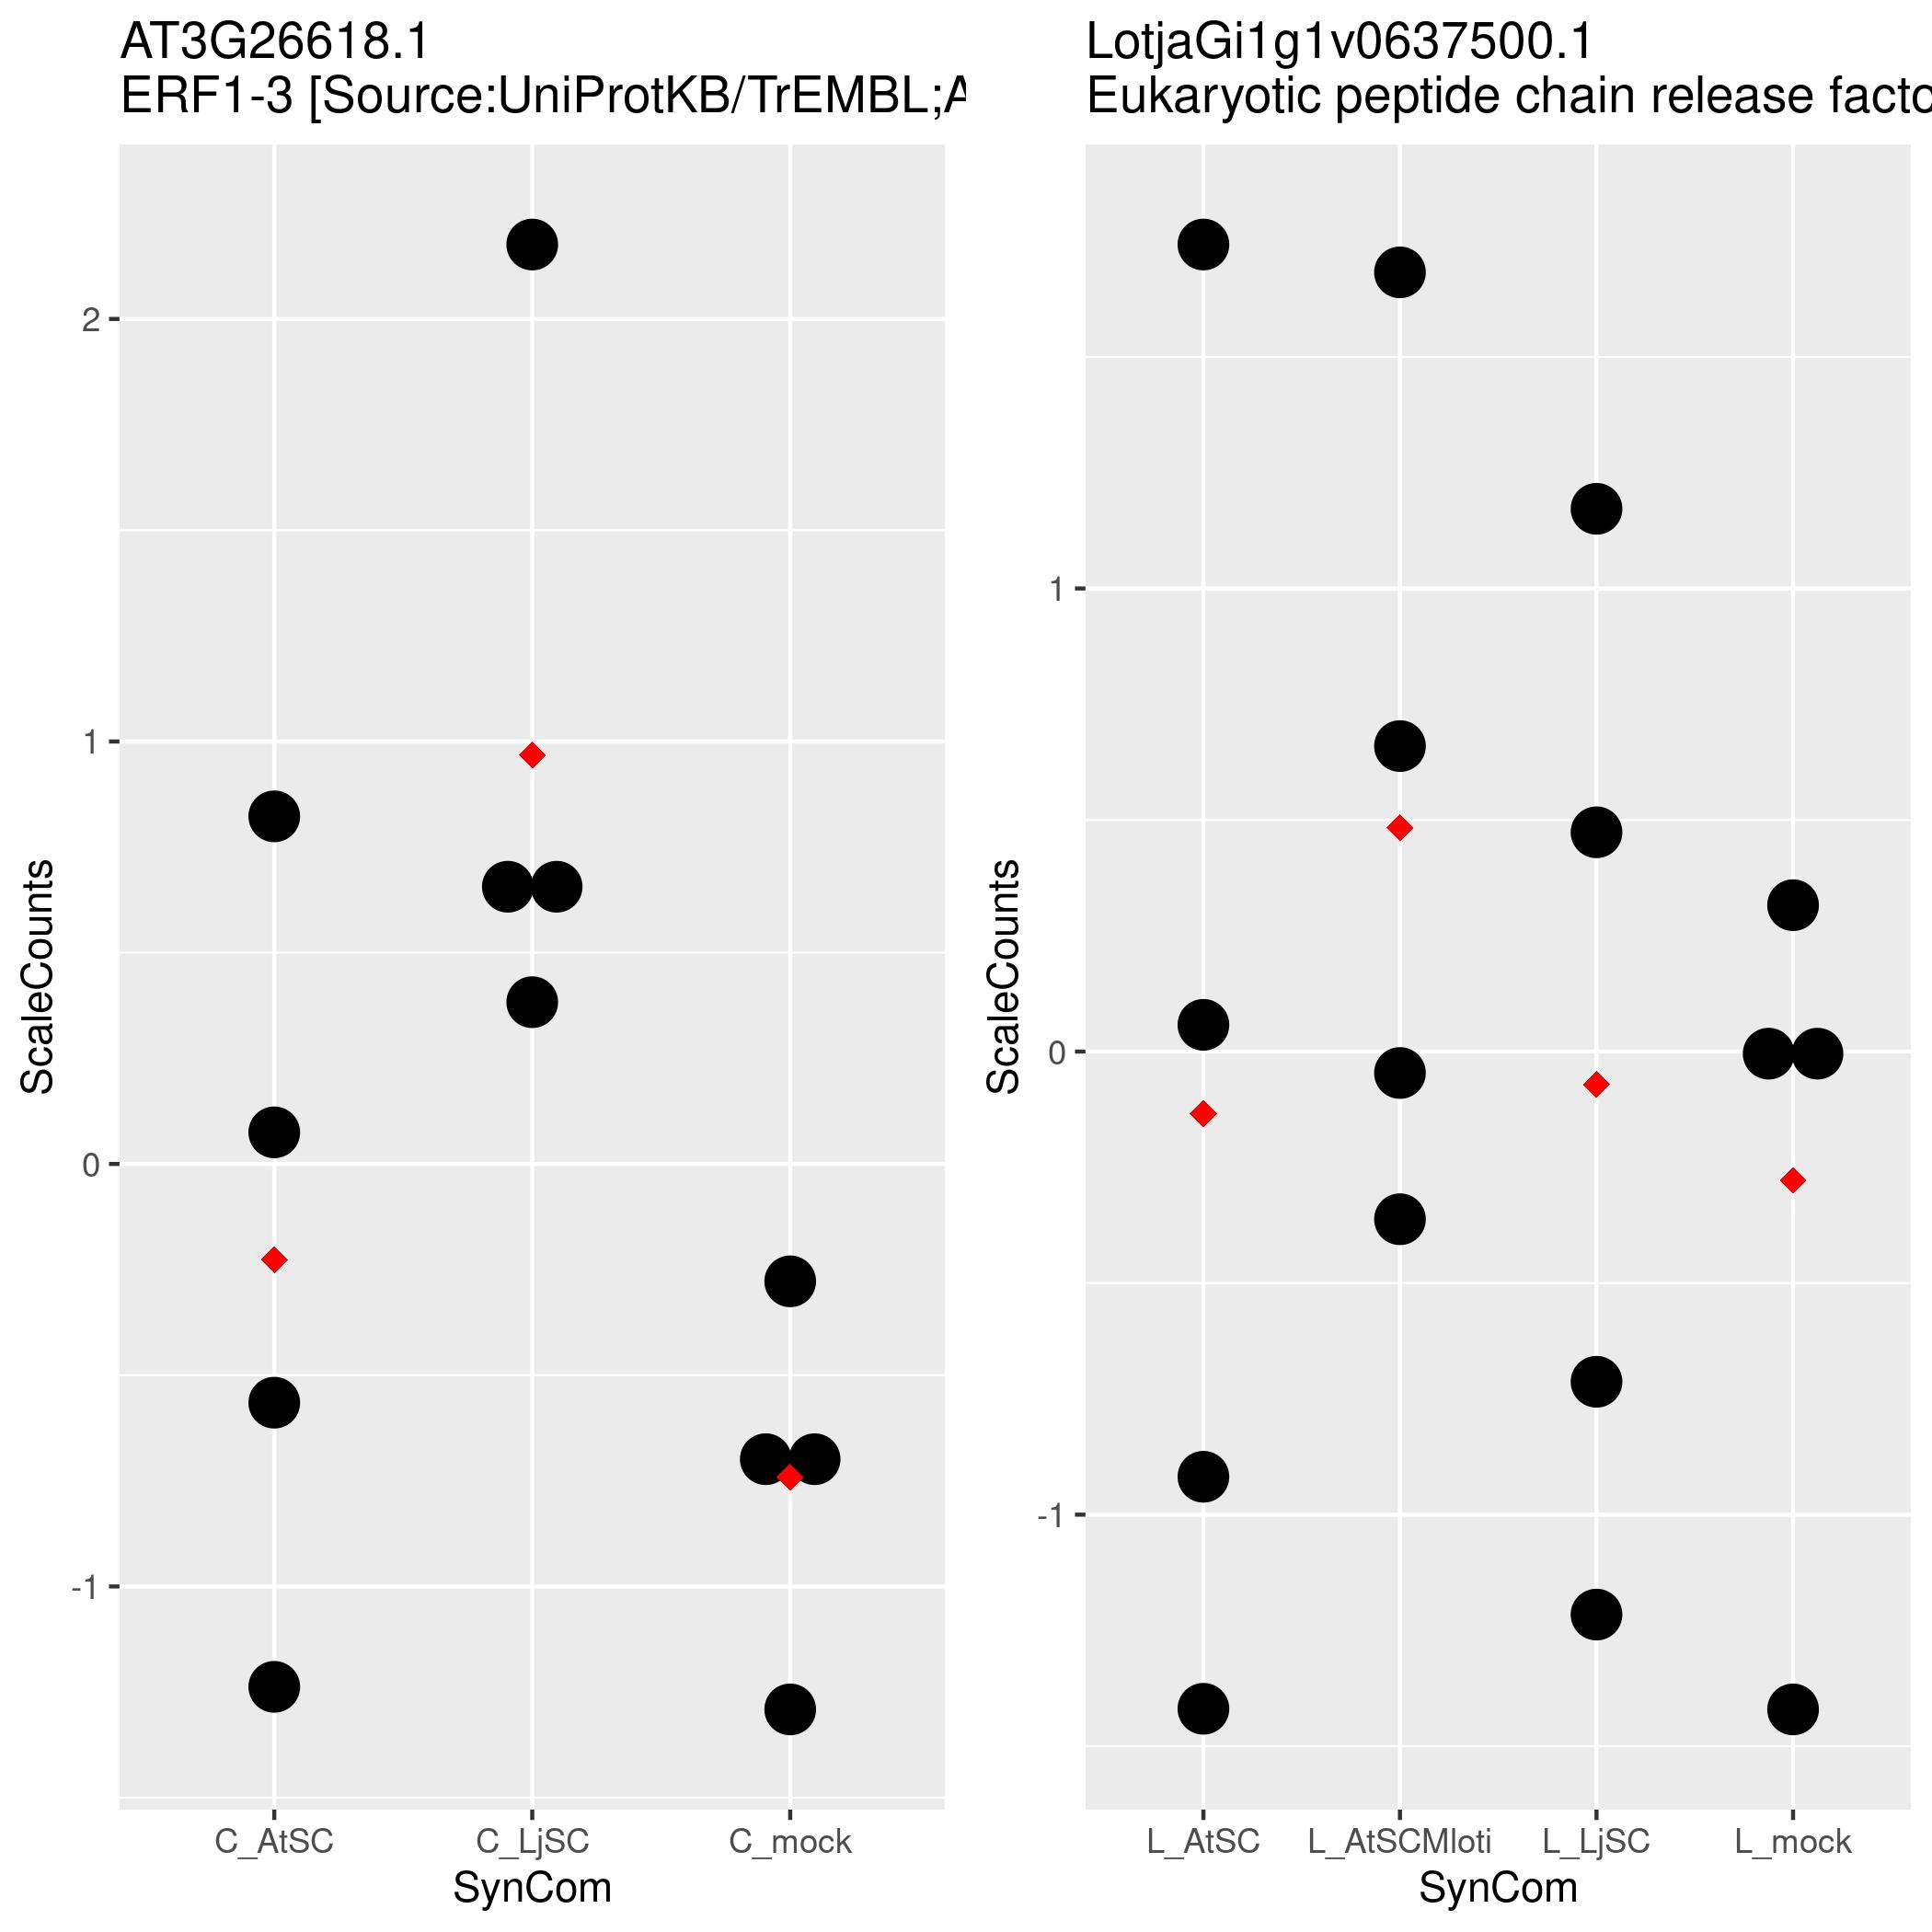 AT3G26618.1
ERF1-3 [Source:UniProtKB/TrEMBL;A
ScaleCounts
2
1
0
-1
C_AtSC
C_LjSC
C_mock
SynCom
LotjaGi1g1v0637500.1
Eukaryotic peptide chain release facto
ScaleCounts
1
0
-1
L_AtSC
L_AtSCMloti
L_LjSC
L_mock
SynCom